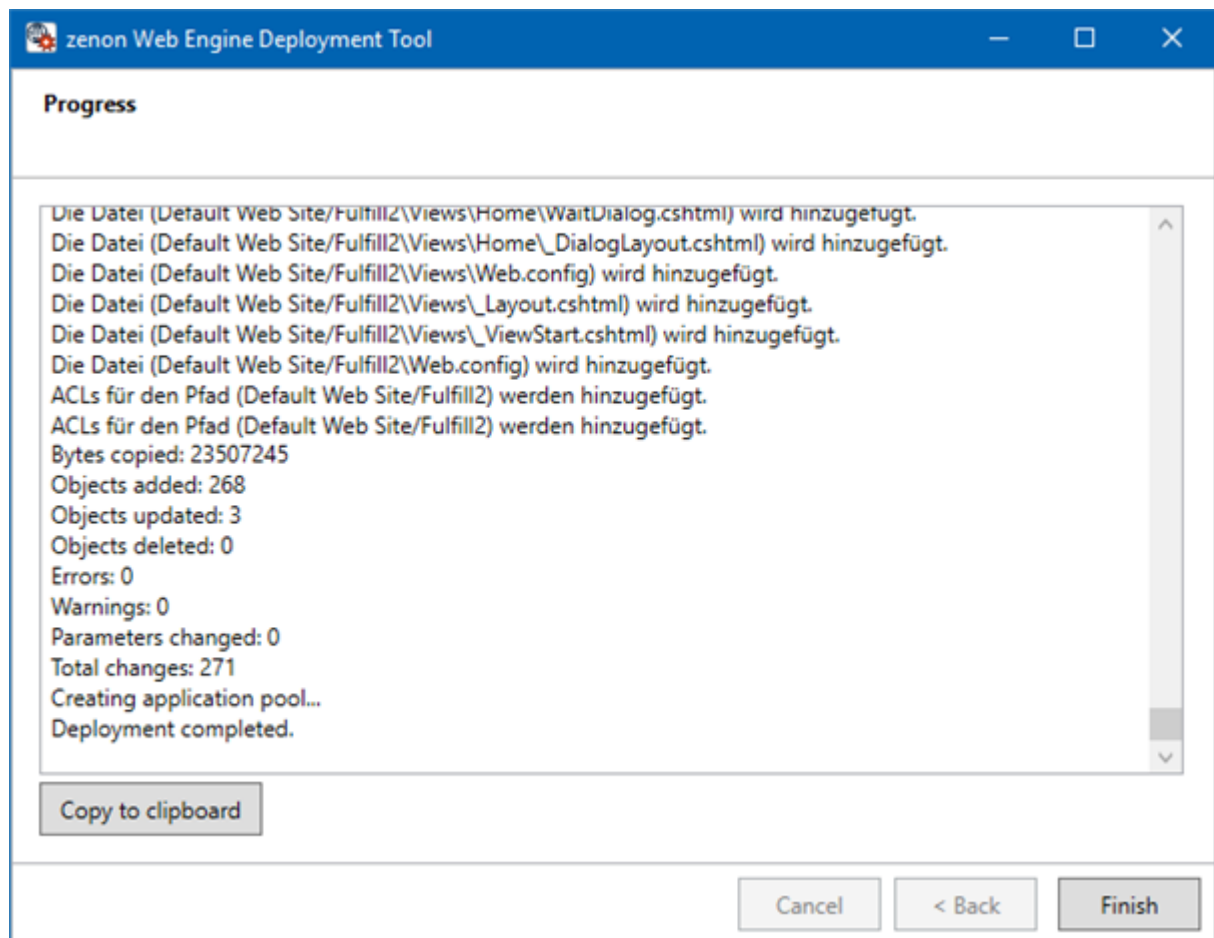 zenon Web Engine Deployment Tool
Progress
Die Datei (Default Web Site/Fulfill2\Views\Home\WaitDialog.cshtml) wird hinzugefügt.
Die Datei (Default Web Site/Fulfill2\Views\Home\_DialogLayout.cshtml) wird hinzugefügt.
Die Datei (Default Web Site/Fulfill2\Views\Web.config) wird hinzugefügt.
Die Datei (Default Web Site/Fulfill2\Views\_Layout.cshtml) wird hinzugefügt.
Die Datei (Default Web Site/Fulfill2\Views\_ViewStart.cshtml) wird hinzugefügt.
Die Datei (Default Web Site/Fulfill2\Web.config) wird hinzugefügt.
ACLs für den Pfad (Default Web Site/Fulfill2) werden hinzugefügt.
ACLs für den Pfad (Default Web Site/Fulfill2) werden hinzugefügt.
Bytes copied: 23507245
Objects added: 268
Objects updated: 3
Objects deleted: 0
Errors: 0
Warnings: 0
Parameters changed: 0
Total changes: 271
Creating application pool...
Deployment completed.
Copy to clipboard
Cancel < Back Finish